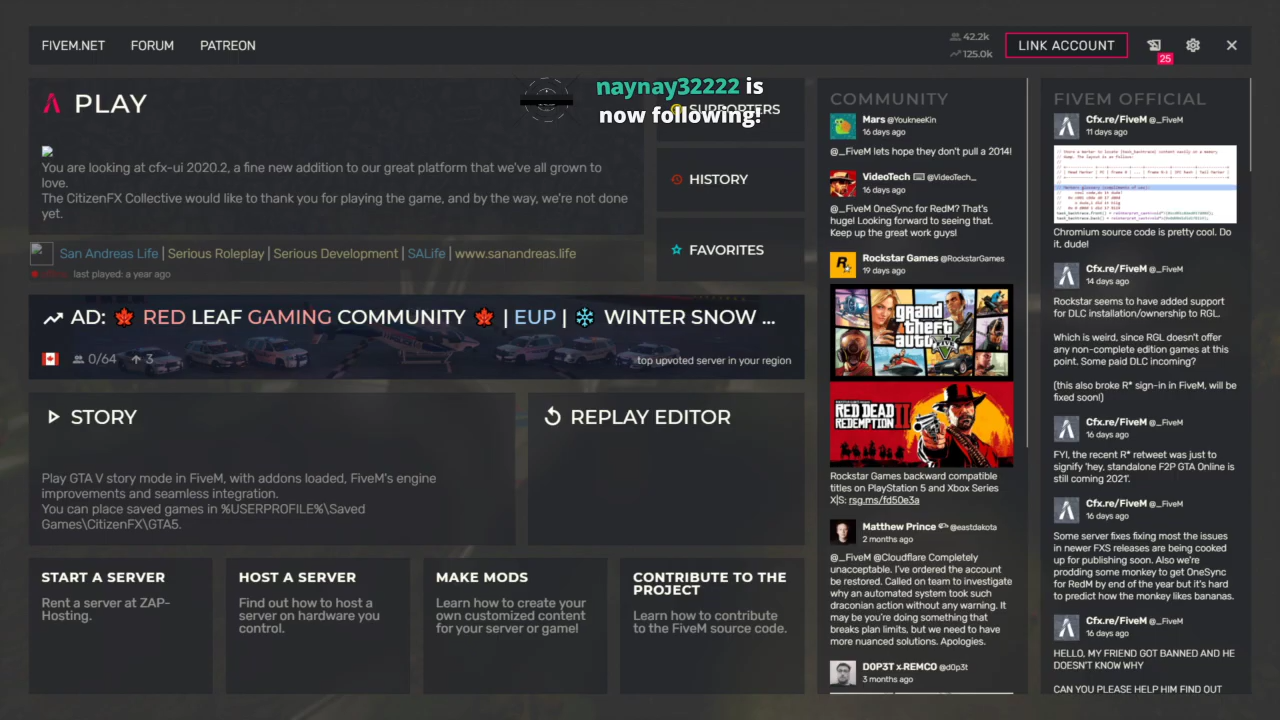 FIVEM.NET
FORUM
PATREON
42.2k
125.0k
LINK ACCOUNT
25
PLAY
You are looking at cfx-ui 2020.2, a fine new addition to our game platform that we've all grown to
love.
The CitizenFX Collective would like to thank you for playing the game, and by the way, we're not done
yet.
naynay32222 is
now following!
SUPPORTERS
HISTORY
FAVORITES
San Andreas Life | Serious Roleplay | Serious Development | SALife | www.sanandreas.life
last played: a year ago
AD: RED LEAF GAMING COMMUNITY | EUP | WINTER SNOW ...
0/64
3
top upvoted server in your region
STORY
Play GTA V story mode in FiveM, with addons loaded, FiveM's engine
improvements and seamless integration.
You can place saved games in %USERPROFILE%\Saved
Games\CitizenFX\GTA5.
REPLAY EDITOR
START A SERVER
Rent a server at ZAP-
Hosting.
HOST A SERVER
Find out how to host a
server on hardware you
control.
MAKE MODS
Learn how to create your
own customized content
for your server or game!
CONTRIBUTE TO THE
PROJECT
Learn how to contribute
to the FiveM source code.
COMMUNITY
Mars @YoukneeKin
16 days ago
@_FiveM lets hope they don't pull a 2014!
VideoTech @VideoTech_
16 days ago
@_FiveM OneSync for RedM? That's
huge! Looking forward to seeing that.
Keep up the great work guys!
Rockstar Games @RockstarGames
19 days ago
grand
theft
auto
V
RED DEAD
REDEMPTION II
Rockstar Games backward compatible
titles on PlayStation 5 and Xbox Series
X|S: rsg.ms/fd50e3a
Matthew Prince @eastdakota
2 months ago
@_FiveM @Cloudflare Completely
unacceptable. I've ordered the account
be restored. Called on team to investigate
why an automated system took such
draconian action without any warning. It
may be you're doing something that
breaks plan limits, but we need to have
more nuanced solutions. Apologies.
D0P3T x-REMCO @d0p3t
3 months ago
FIVEM OFFICIAL
Cfx.re/FiveM @_FiveM
11 days ago
Chromium source code is pretty cool. Do
it, dude!
Cfx.re/FiveM @_FiveM
14 days ago
Rockstar seems to have added support
for DLC installation/ownership to RGL.
Which is weird, since RGL doesn't offer
any non-complete edition games at this
point. Some paid DLC incoming?
(this also broke R* sign-in in FiveM, will be
fixed soon!)
Cfx.re/FiveM @_FiveM
16 days ago
FYI, the recent R* retweet was just to
signify 'hey, standalone F2P GTA Online is
still coming 2021'.
Cfx.re/FiveM @_FiveM
16 days ago
Some server fixes fixing most the issues
in newer FXS releases are being cooked
up for publishing soon. Also we're
prodding some monkey to get OneSync
for RedM by end of the year but it's hard
to predict how the monkey likes bananas.
Cfx.re/FiveM @_FiveM
16 days ago
HELLO, MY FRIEND GOT BANNED AND HE
DOESN'T KNOW WHY
CAN YOU PLEASE HELP HIM FIND OUT